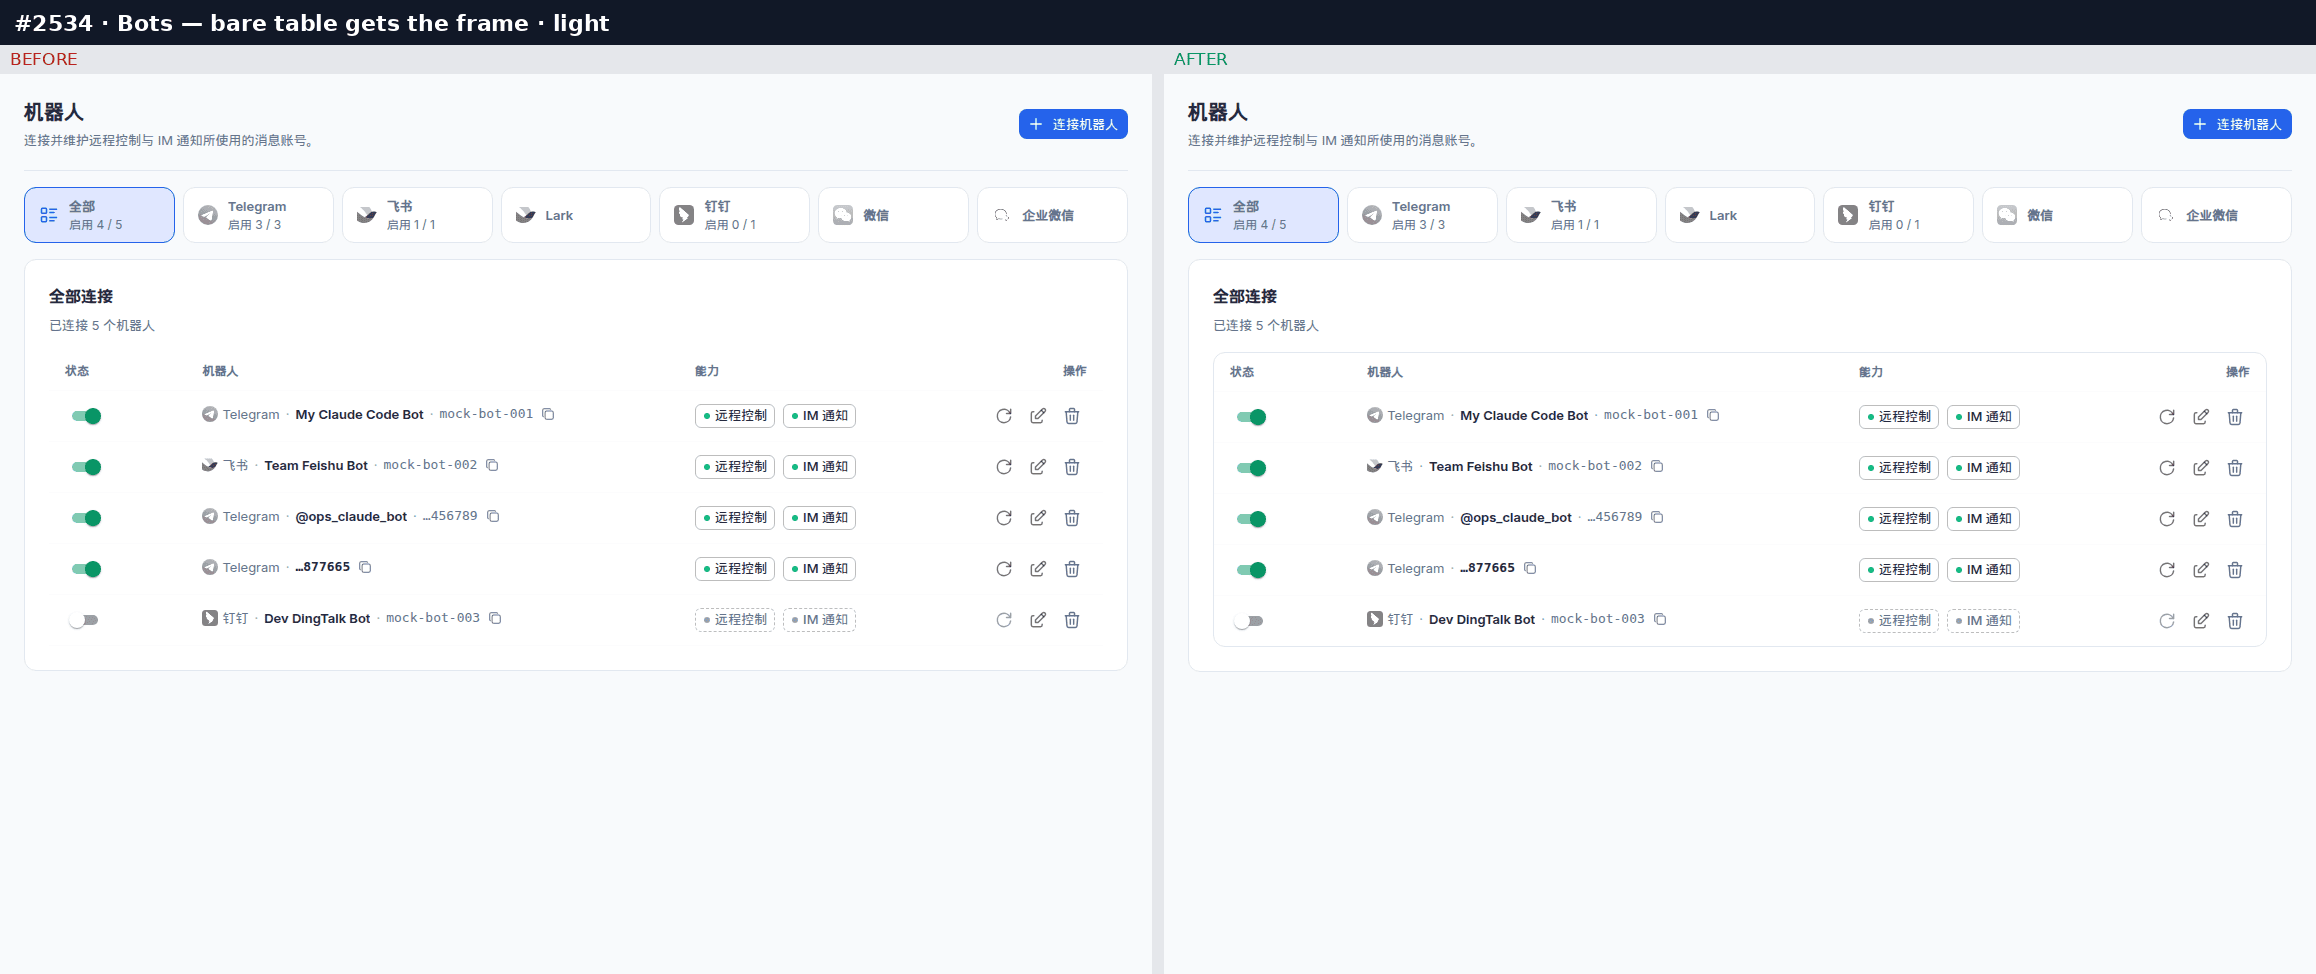 #2534 · Bots — bare table gets the frame · light
BEFORE
机器人
连接并维护远程控制与 IM 通知所使用的消息账号。
连接机器人
全部
启用 4 / 5
Telegram
启用 3 / 3
飞书
启用 1 / 1
Lark
钉钉
启用 0 / 1
微信
企业微信
全部连接
已连接 5 个机器人
状态 机器人 能力 操作
Telegram · My Claude Code Bot · mock-bot-001 远程控制 IM 通知
飞书 · Team Feishu Bot · mock-bot-002 远程控制 IM 通知
Telegram · @ops_claude_bot · …456789 远程控制 IM 通知
Telegram · …877665 远程控制 IM 通知
钉钉 · Dev DingTalk Bot · mock-bot-003 远程控制 IM 通知
AFTER
机器人
连接并维护远程控制与 IM 通知所使用的消息账号。
连接机器人
全部
启用 4 / 5
Telegram
启用 3 / 3
飞书
启用 1 / 1
Lark
钉钉
启用 0 / 1
微信
企业微信
全部连接
已连接 5 个机器人
状态 机器人 能力 操作
Telegram · My Claude Code Bot · mock-bot-001 远程控制 IM 通知
飞书 · Team Feishu Bot · mock-bot-002 远程控制 IM 通知
Telegram · @ops_claude_bot · …456789 远程控制 IM 通知
Telegram · …877665 远程控制 IM 通知
钉钉 · Dev DingTalk Bot · mock-bot-003 远程控制 IM 通知